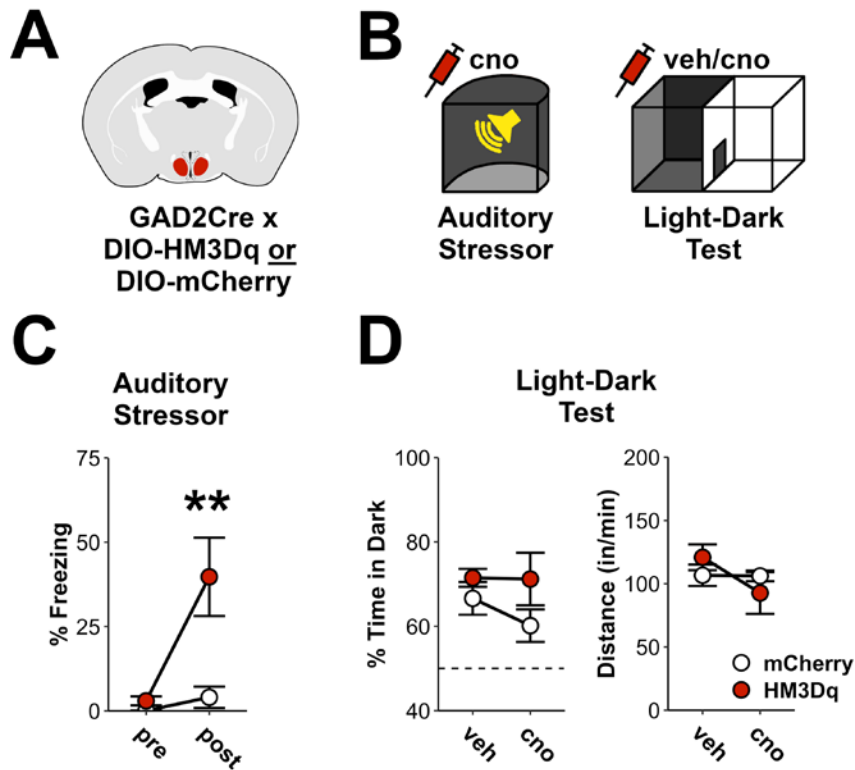 A
GAD2Cre x
DIO-HM3Dq or
DIO-mCherry
B
cno
Auditory
Stressor
veh/cno
Light-Dark
Test
C
Auditory
Stressor
% Freezing
75
50
25
0
**
pre
post
D
Light-Dark
Test
% Time in Dark
100
80
60
40
veh
cno
Distance (in/min)
200
150
100
50
0
veh
cno
mCherry
HM3Dq